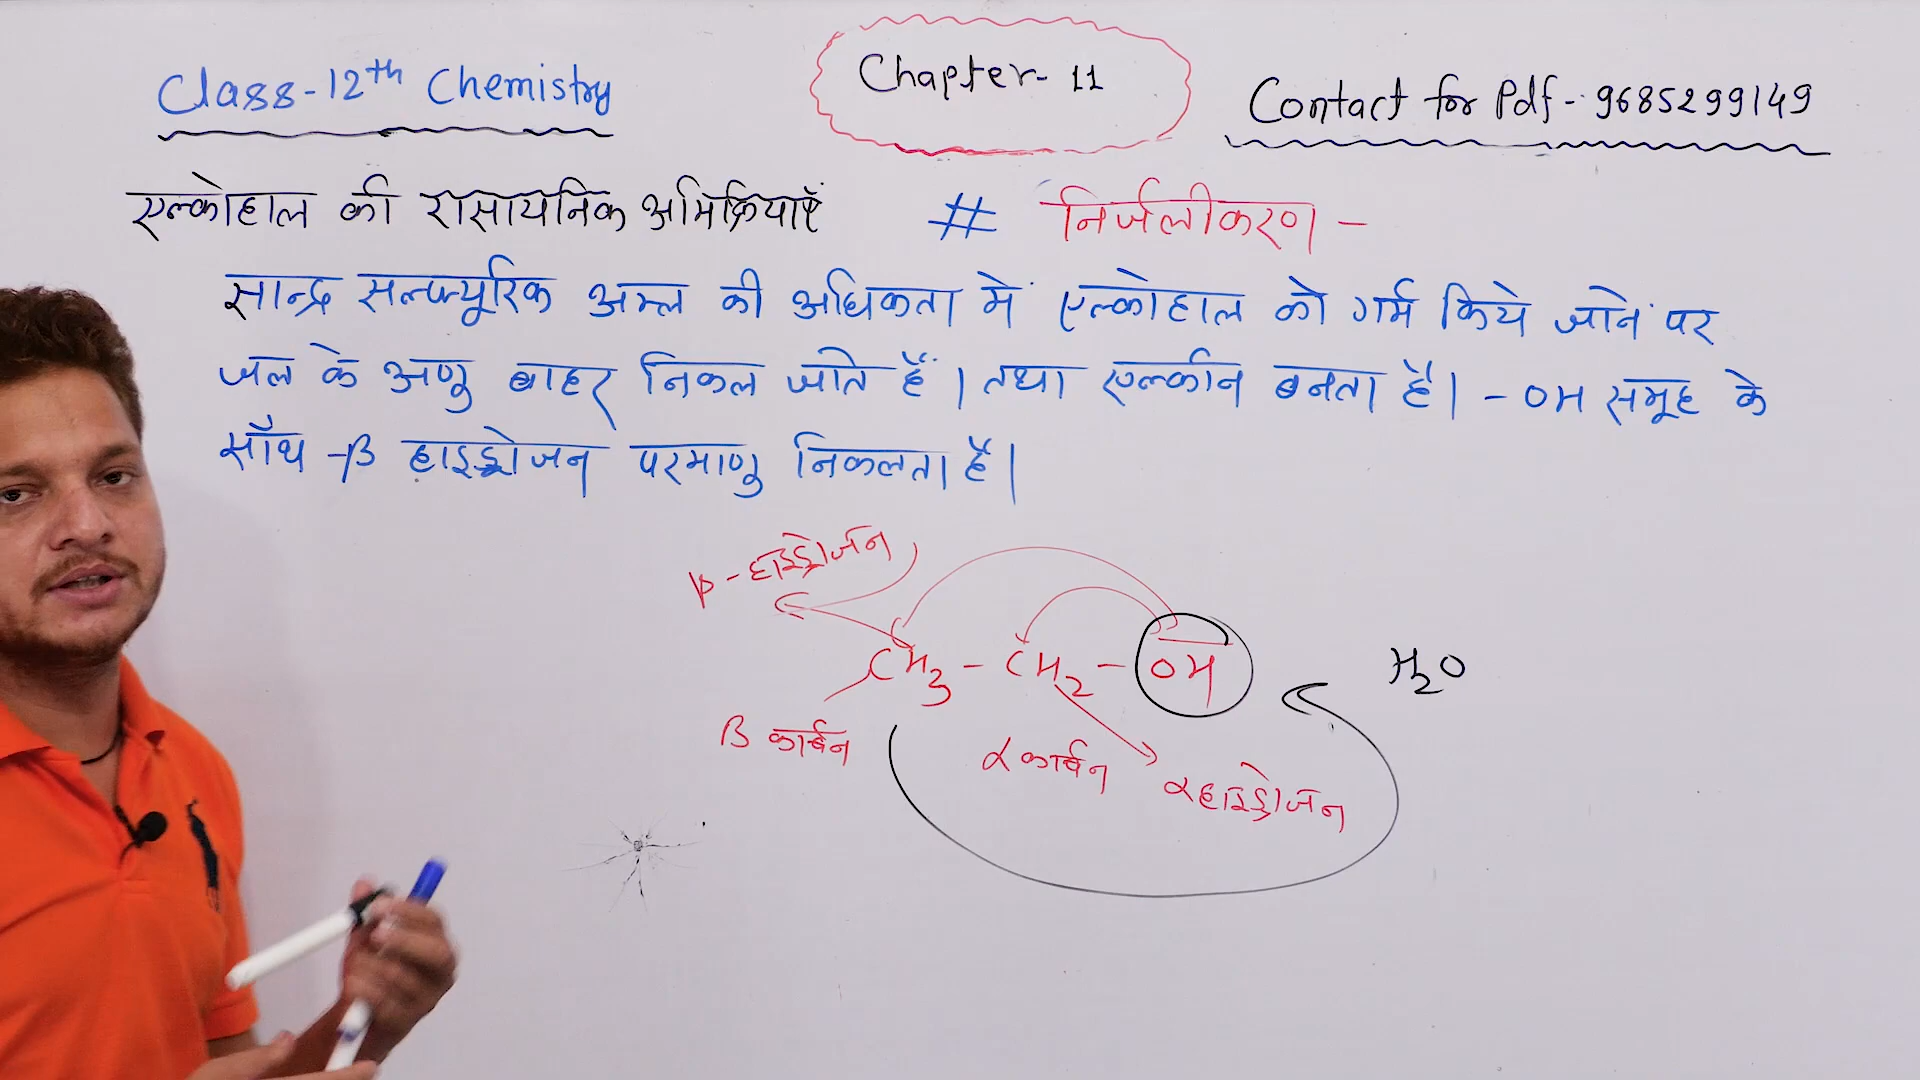 Class-12th Chemistry
Chapter-11
Contact for Pdf-9685299149
एल्कोहाल की रासायनिक अभिक्रियाएं
# निर्जलीकरण -
सान्द्र सल्फ्यूरिक अम्ल की अधिकता में एल्कोहाल को गर्म किये जाने पर
जल के अणु बाहर निकल जाते हैं। तथा एल्कीन बनता है। -OH समूह के
साथ -β हाइड्रोजन परमाणु निकलता है।
β-हाइड्रोजन
CH3 - CH2 - OH
H2O
β कार्बन
α कार्बन
α हाइड्रोजन